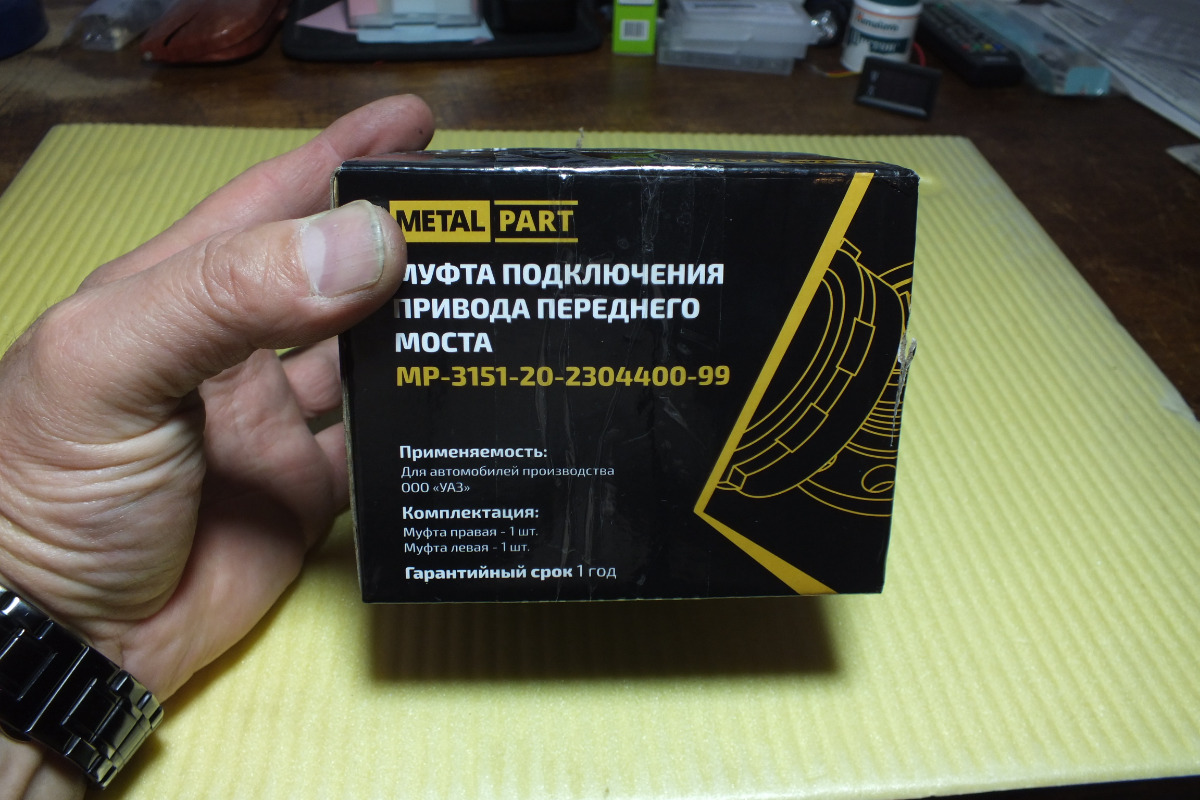 METAL PART
МУФТА ПОДКЛЮЧЕНИЯ
ПРИВОДА ПЕРЕДНЕГО
МОСТА
MP-3151-20-2304400-99
Применяемость:
Для автомобилей производства
ООО «УАЗ»
Комплектация:
Муфта правая - 1 шт.
Муфта левая - 1 шт.
Гарантийный срок 1 год